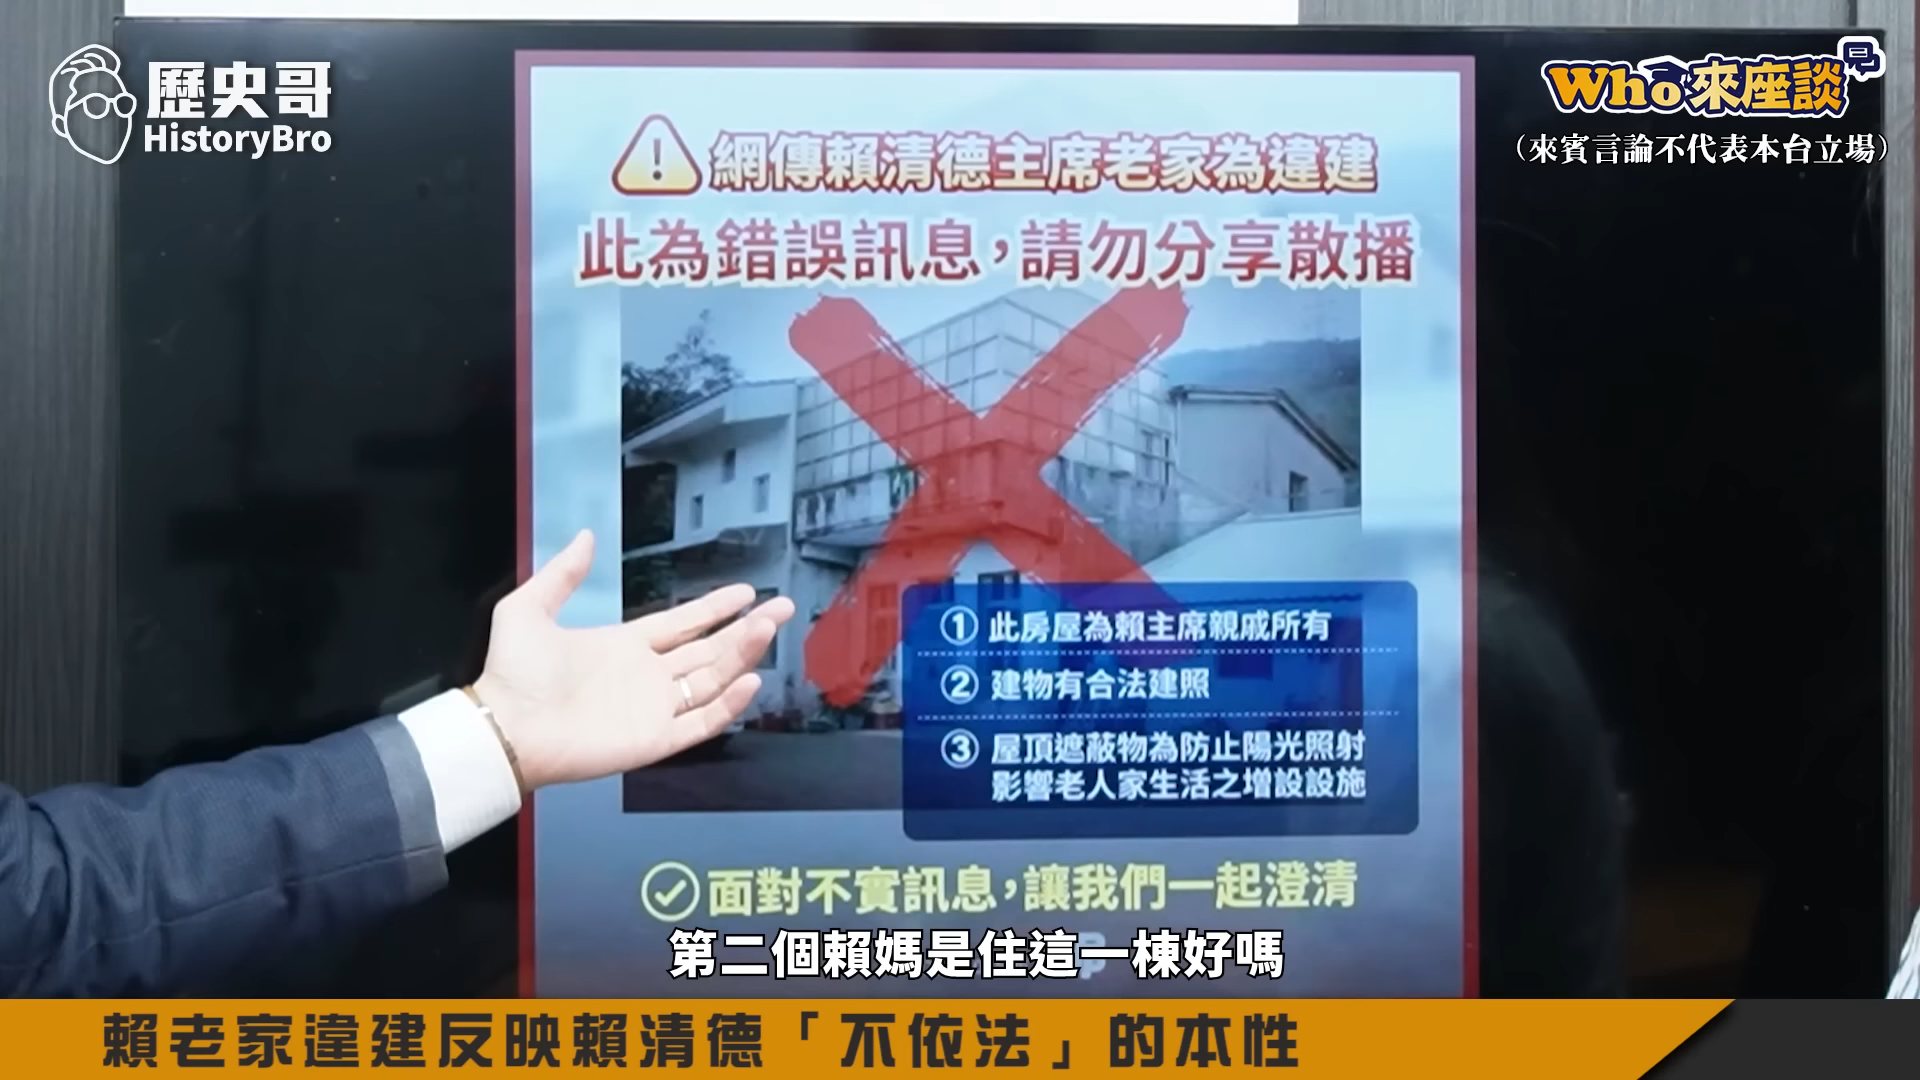 歷史哥
HistoryBro
Who來座談
（來賓言論不代表本台立場）
網傳賴清德主席老家為違建
此為錯誤訊息，請勿分享散播
① 此房屋為賴主席親戚所有
② 建物有合法建照
③ 屋頂遮蔽物為防止陽光照射
影響老人家生活之增設設施
面對不實訊息，讓我們一起澄清
第二個賴媽是住這一棟好嗎
賴老家違建反映賴清德「不依法」的本性